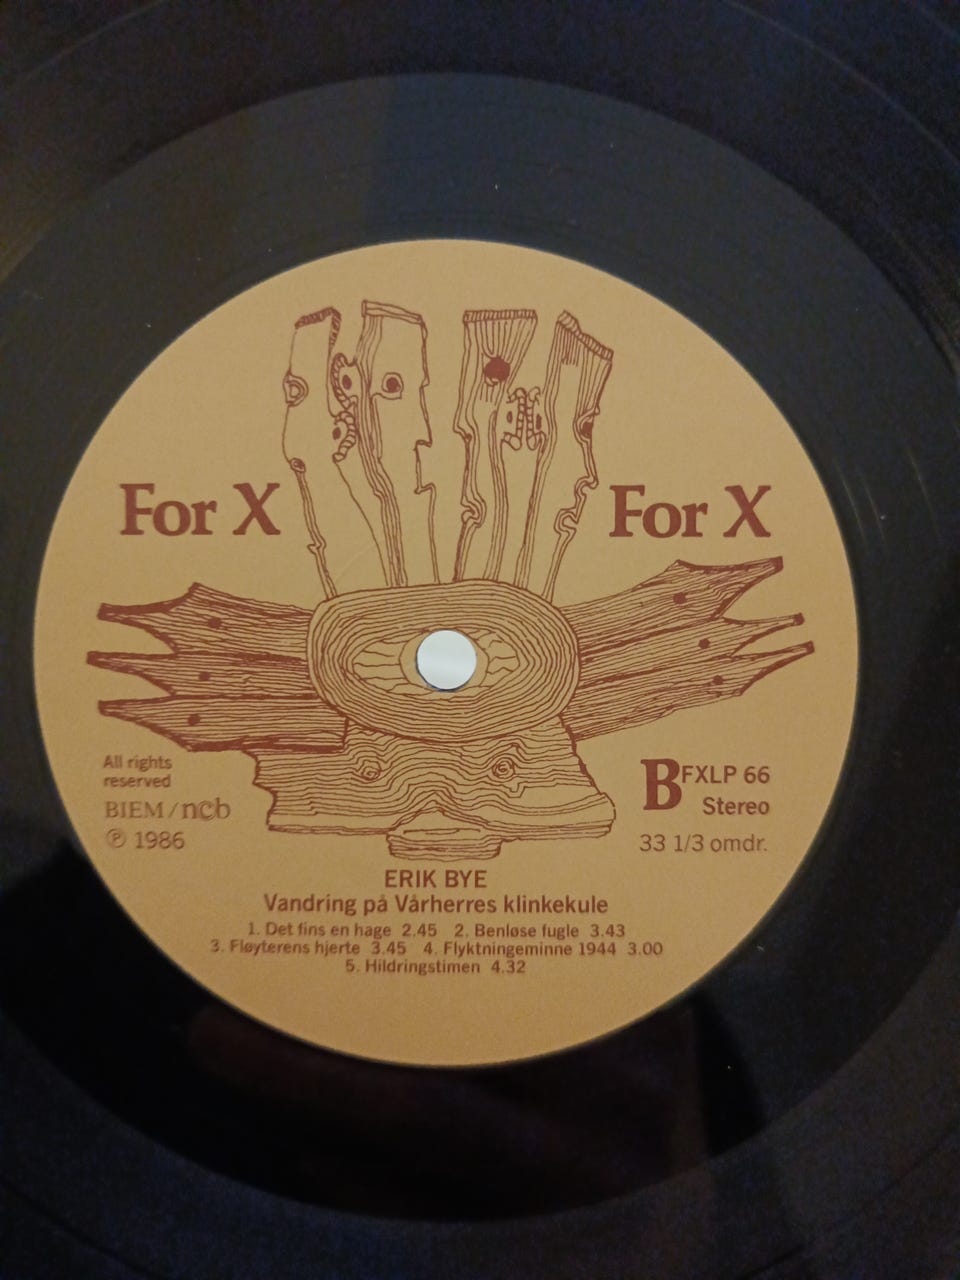 For X
For X
All rights
reserved
BIEM/ncb
℗ 1986
B FXLP 66
Stereo
33 1/3 omdr.
ERIK BYE
Vandring på Vårherres klinkekule
1. Det fins en hage 2.45 2. Benløse fugle 3.43
3. Fløyterens hjerte 3.45 4. Flyktningeminne 1944 3.00
5. Hildringstimen 4.32